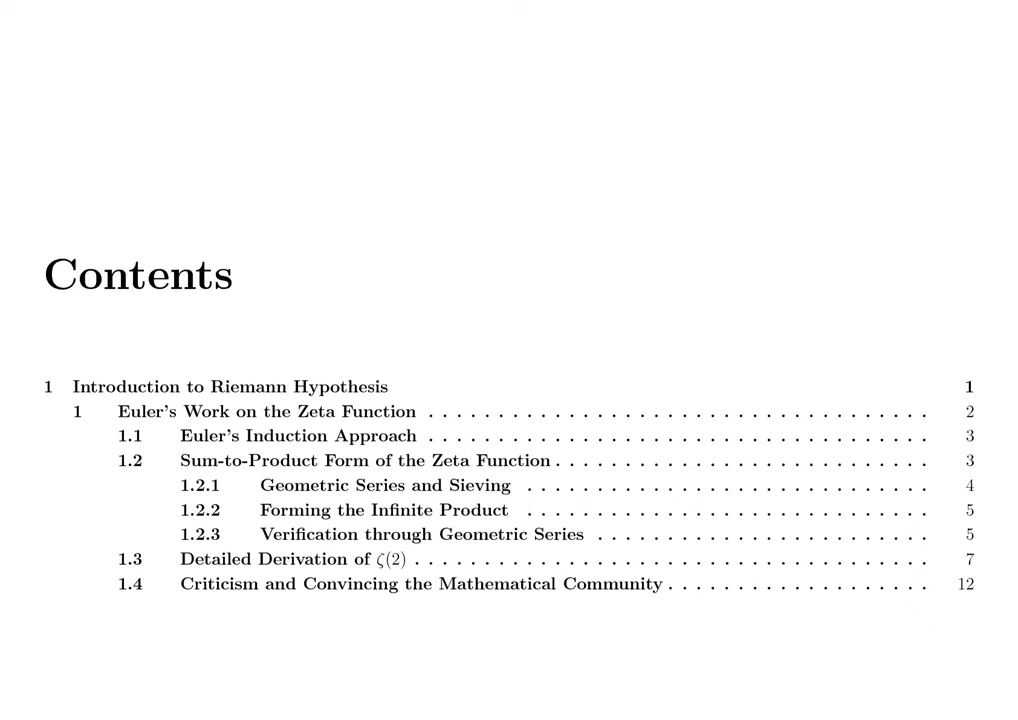 Contents
1 Introduction to Riemann Hypothesis 1
1 Euler's Work on the Zeta Function . . . . . . . . . . . . . . . . . . . . . . . . . . . . . . . . . . . . 2
1.1 Euler's Induction Approach . . . . . . . . . . . . . . . . . . . . . . . . . . . . . . . . . . . . 3
1.2 Sum-to-Product Form of the Zeta Function . . . . . . . . . . . . . . . . . . . . . . . . . . . 3
1.2.1 Geometric Series and Sieving . . . . . . . . . . . . . . . . . . . . . . . . . . . . . 4
1.2.2 Forming the Infinite Product . . . . . . . . . . . . . . . . . . . . . . . . . . . . . 5
1.2.3 Verification through Geometric Series . . . . . . . . . . . . . . . . . . . . . . . . 5
1.3 Detailed Derivation of ζ(2) . . . . . . . . . . . . . . . . . . . . . . . . . . . . . . . . . . . . . 7
1.4 Criticism and Convincing the Mathematical Community . . . . . . . . . . . . . . . . . . . 12